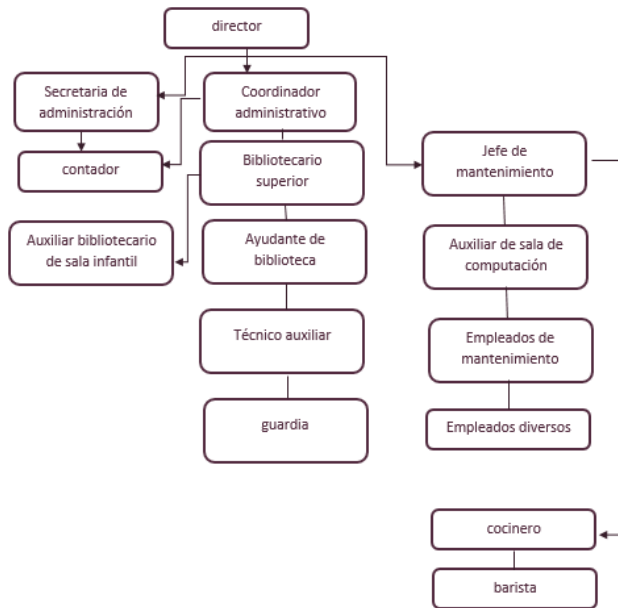 director
Secretaria de
administración
Coordinador
administrativo
contador
Bibliotecario
superior
Jefe de
mantenimiento
Auxiliar bibliotecario
de sala infantil
Ayudante de
biblioteca
Auxiliar de sala de
computación
Técnico auxiliar
Empleados de
mantenimiento
guardia
Empleados diversos
cocinero
barista